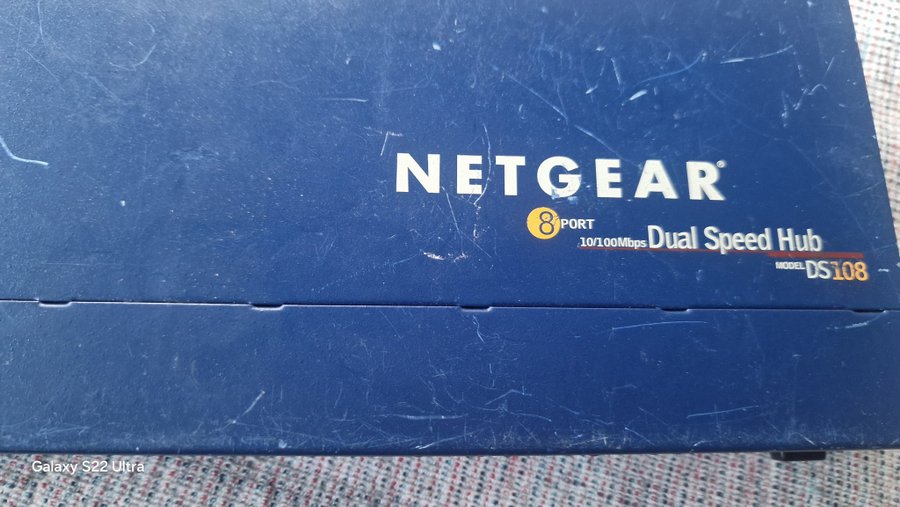 NETGEAR®
8 PORT
10/100Mbps Dual Speed Hub
MODEL DS108
Galaxy S22 Ultra